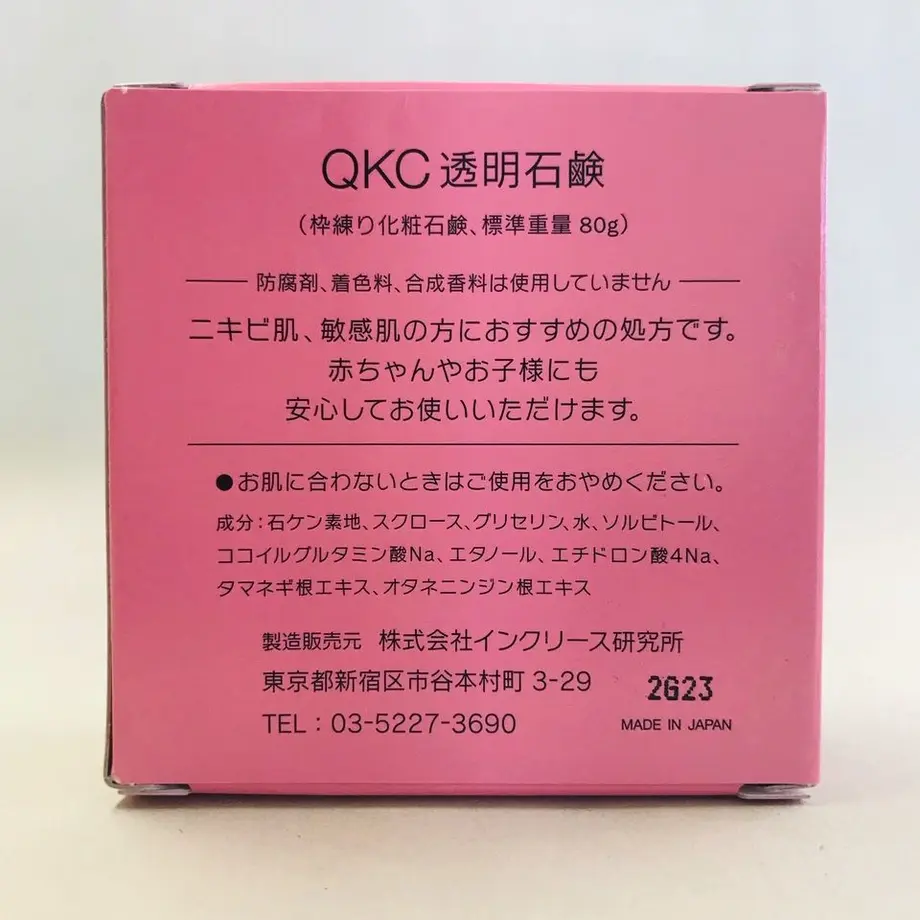 QKC 透明石鹸
（枠練り化粧石鹸、標準重量 80g）
防腐剤、着色料、合成香料は使用していません
ニキビ肌、敏感肌の方におすすめの処方です。
赤ちゃんやお子様にも
安心してお使いいただけます。
●お肌に合わないときはご使用をおやめください。
成分：石ケン素地、スクロース、グリセリン、水、ソルビトール、
ココイルグルタミン酸Na、エタノール、エチドロン酸4Na、
タマネギ根エキス、オタネニンジン根エキス
製造販売元 株式会社インクリース研究所
東京都新宿区市谷本村町 3-29
TEL：03-5227-3690
2G23
MADE IN JAPAN